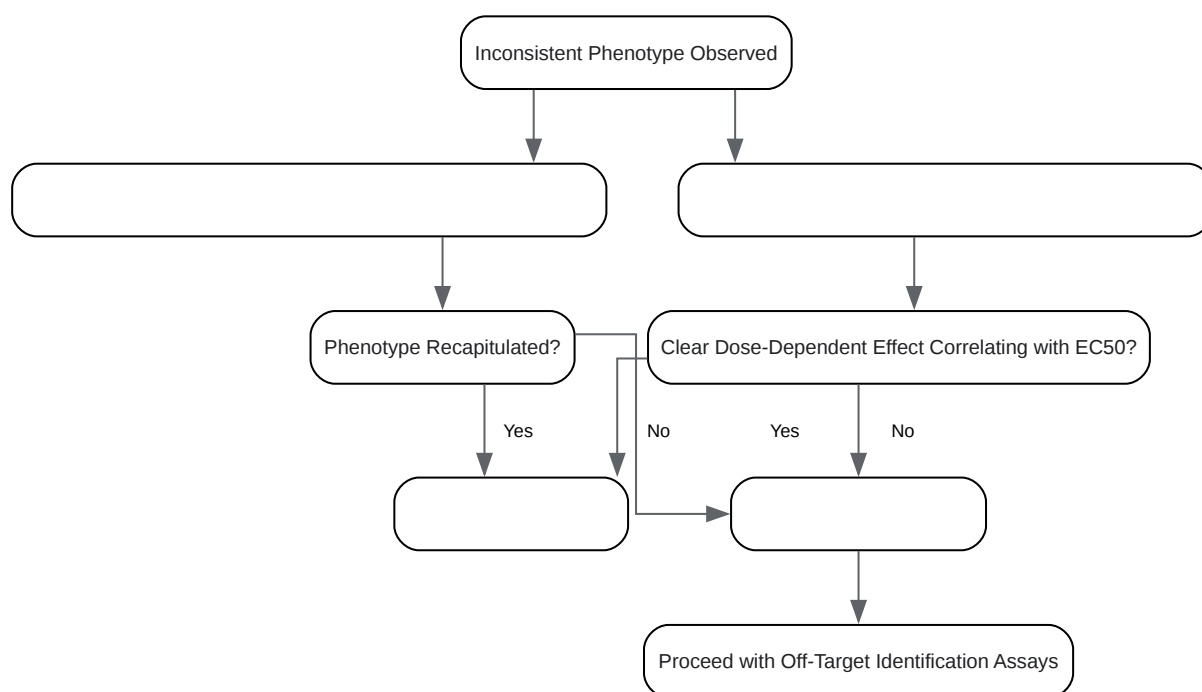 Inconsistent Phenotype Observed
Phenotype Recapitulated?
Clear Dose-Dependent Effect Correlating with EC50?
Yes
No
Yes
No
Proceed with Off-Target Identification Assays